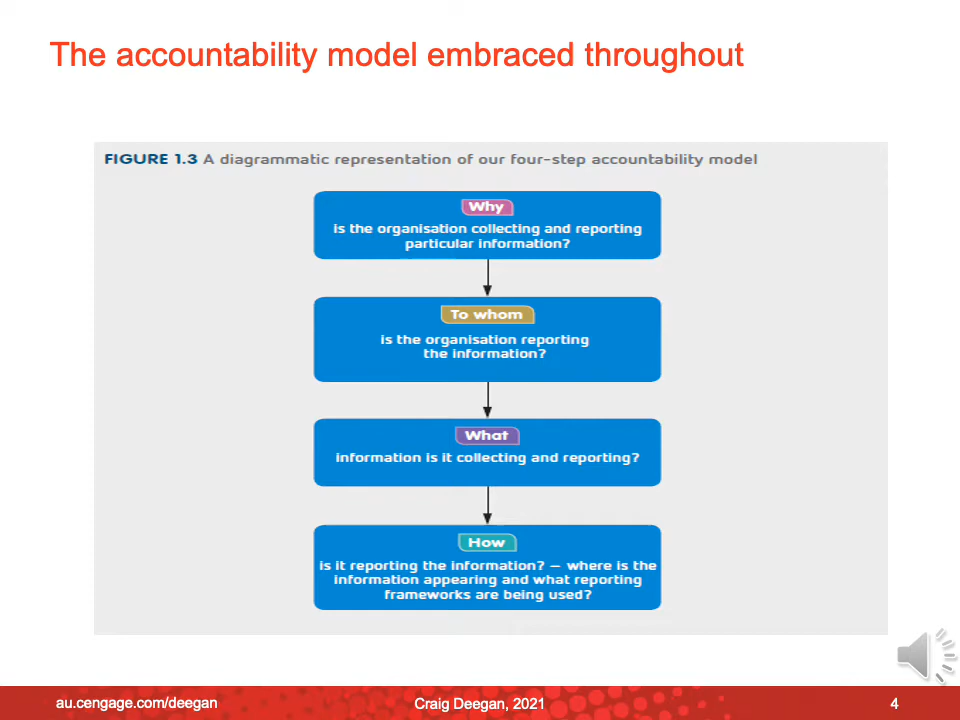 The accountability model embraced throughout
FIGURE 1.3 A diagrammatic representation of our four-step accountability model
Why
is the organisation collecting and reporting
particular information?
To whom
is the organisation reporting
the information?
What
information is it collecting and reporting?
How
is it reporting the information? – where is the
information appearing and what reporting
frameworks are being used?
au.cengage.com/deegan
Craig Deegan, 2021
4